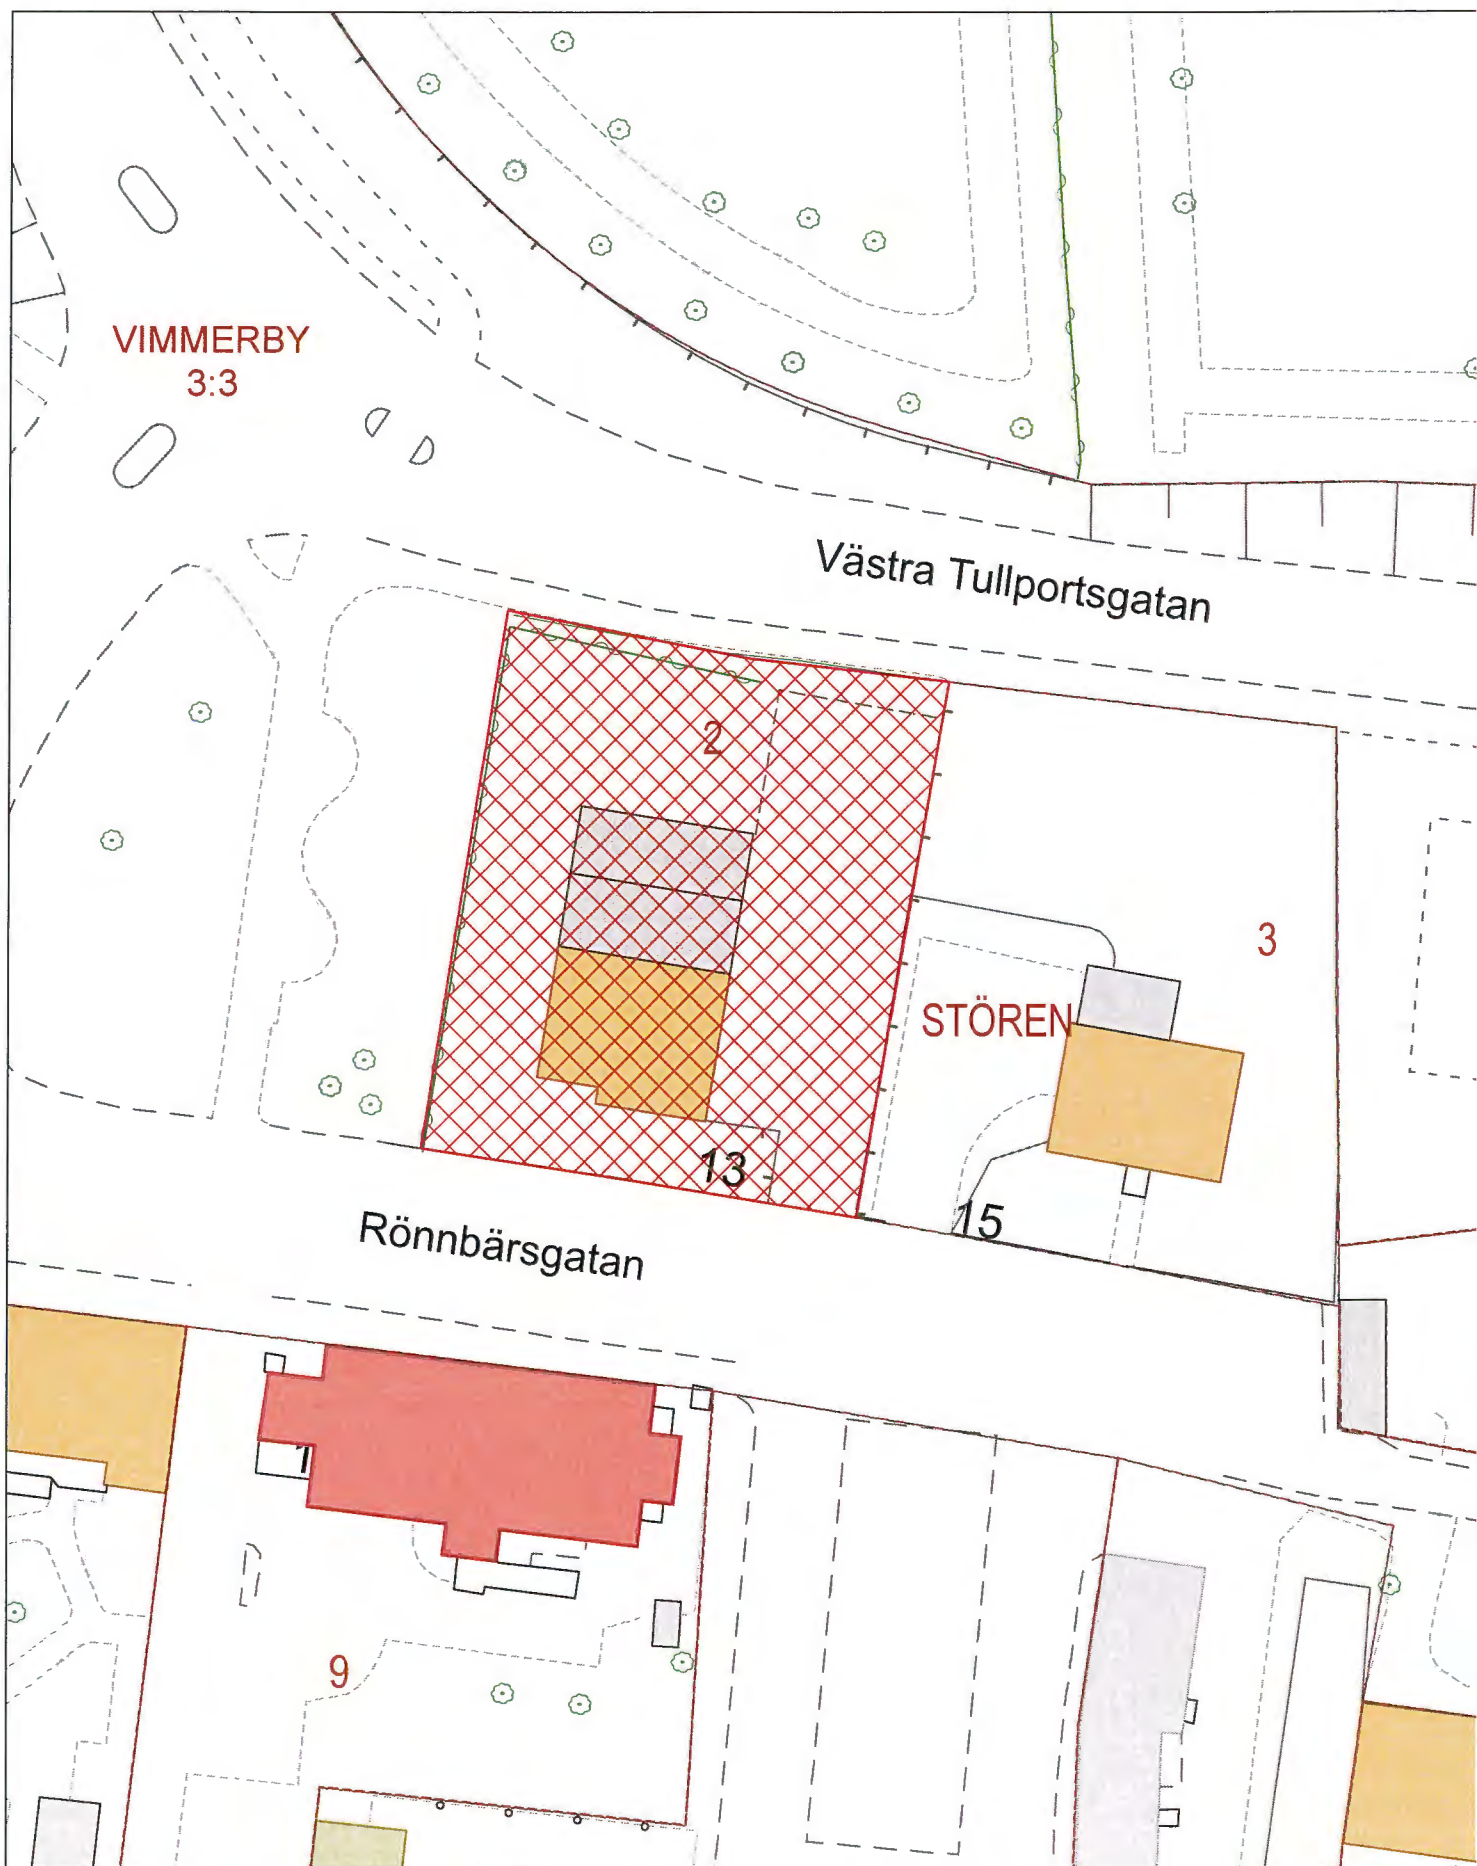 VIMMERBY
3:3
Västra Tullportsgatan
2
3
STÖREN
13
15
Rönnbärsgatan
1
9